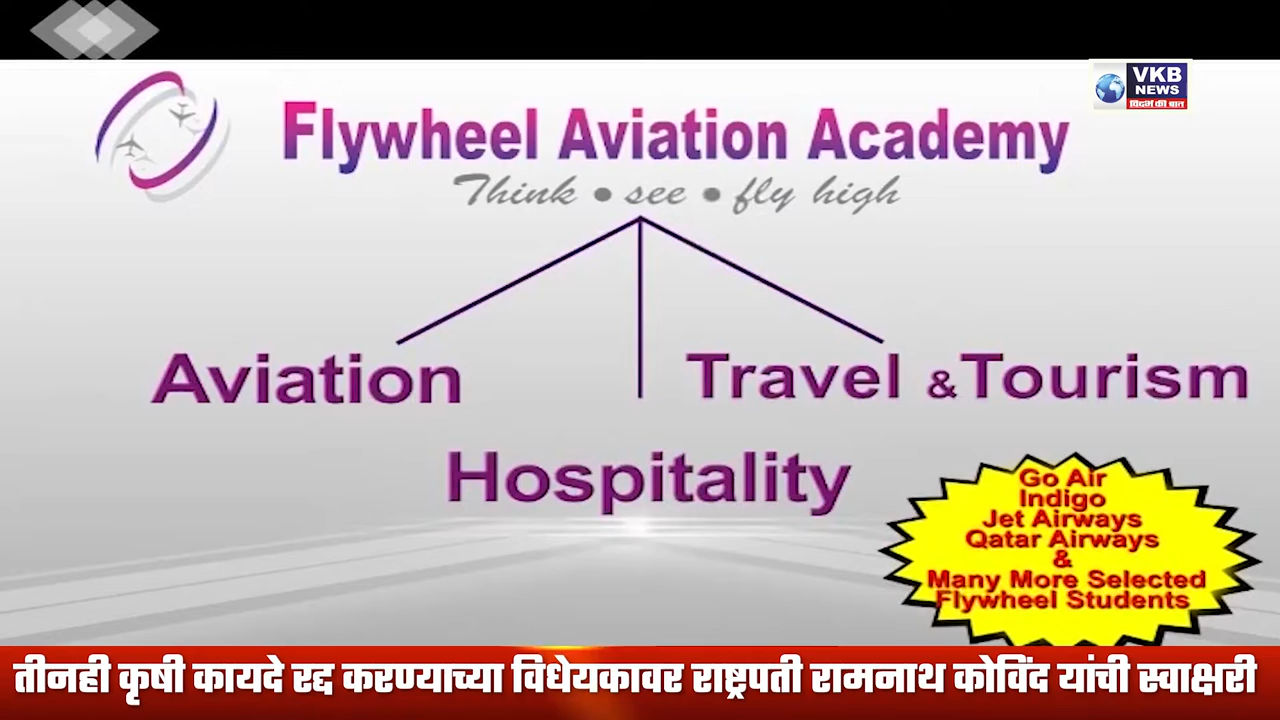 VKB
NEWS
विदर्भ की बात
Flywheel Aviation Academy
Think • see • fly high
Aviation
Travel & Tourism
Hospitality
Go Air
Indigo
Jet Airways
Qatar Airways
&
Many More Selected
Flywheel Students
तीनही कृषी कायदे रद्द करण्याच्या विधेयकावर राष्ट्रपती रामनाथ कोविंद यांची स्वाक्षरी